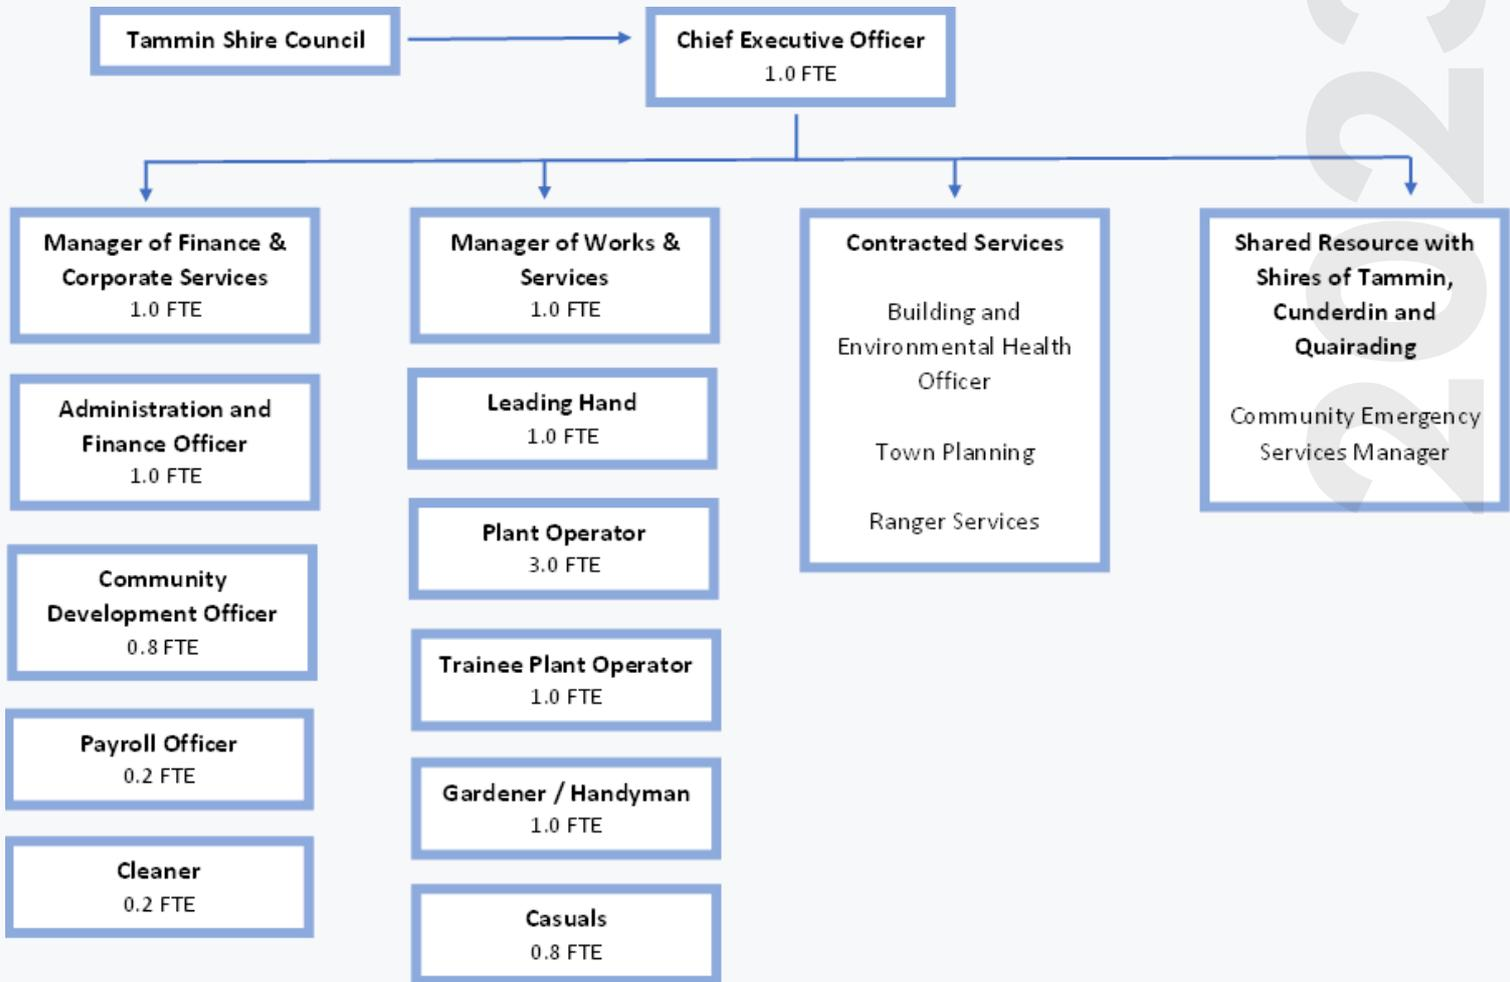 Tammin Shire Council
Chief Executive Officer
1.0 FTE
Manager of Finance &
Corporate Services
1.0 FTE
Administration and
Finance Officer
1.0 FTE
Community
Development Officer
0.8 FTE
Payroll Officer
0.2 FTE
Cleaner
0.2 FTE
Manager of Works &
Services
1.0 FTE
Leading Hand
1.0 FTE
Plant Operator
3.0 FTE
Trainee Plant Operator
1.0 FTE
Gardener / Handyman
1.0 FTE
Casuals
0.8 FTE
Contracted Services
Building and
Environmental Health
Officer
Town Planning
Ranger Services
Shared Resource with
Shires of Tammin,
Cunderdin and
Quairading
Community Emergency
Services Manager